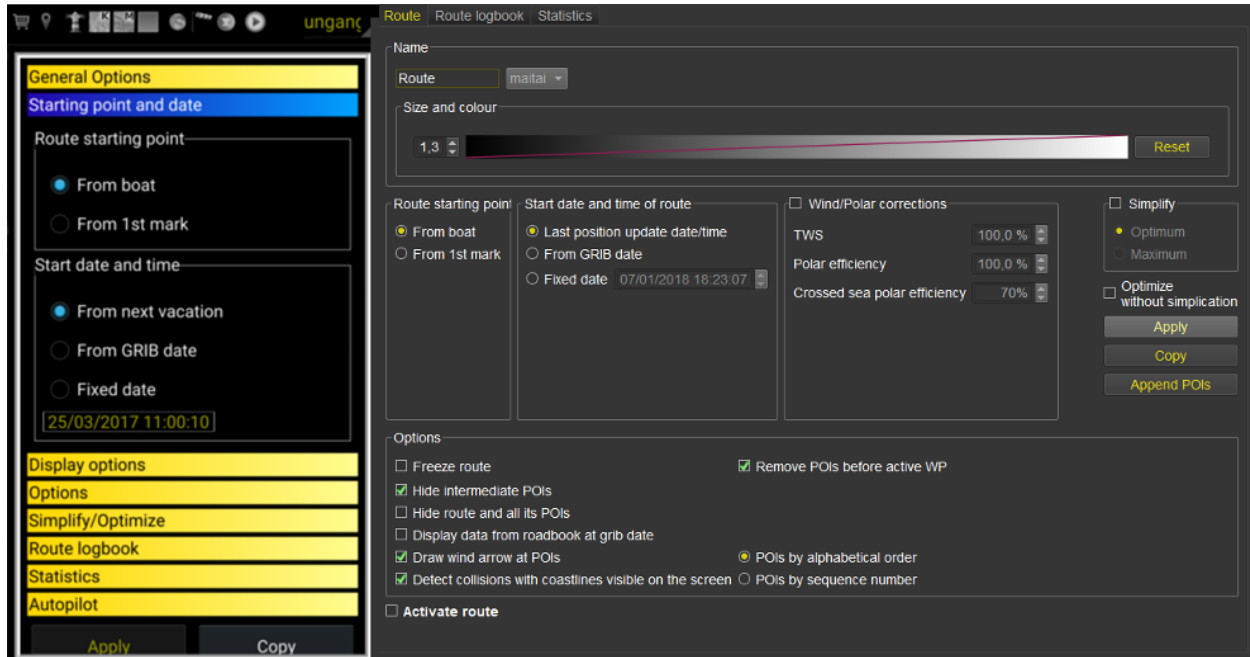 ungang
General Options
Starting point and date
Route starting point
From boat
From 1st mark
Start date and time
From next vacation
From GRIB date
Fixed date
25/03/2017 11:00:10
Display options
Options
Simplify/Optimize
Route logbook
Statistics
Autopilot
Apply Copy
Route Route logbook Statistics
Name
Route maitai
Size and colour
1,3 Reset
Route starting point Start date and time of route Wind/Polar corrections Simplify
From boat Last position update date/time TWS 100,0 % Optimum
From 1st mark From GRIB date Polar efficiency 100,0 % Maximum
Fixed date 07/01/2018 18:23:07 Crossed sea polar efficiency 70% Optimize
without simplication
Apply
Copy
Append POIs
Options
Freeze route Remove POIs before active WP
Hide intermediate POIs
Hide route and all its POIs
Display data from roadbook at grib date
Draw wind arrow at POIs POIs by alphabetical order
Detect collisions with coastlines visible on the screen POIs by sequence number
Activate route